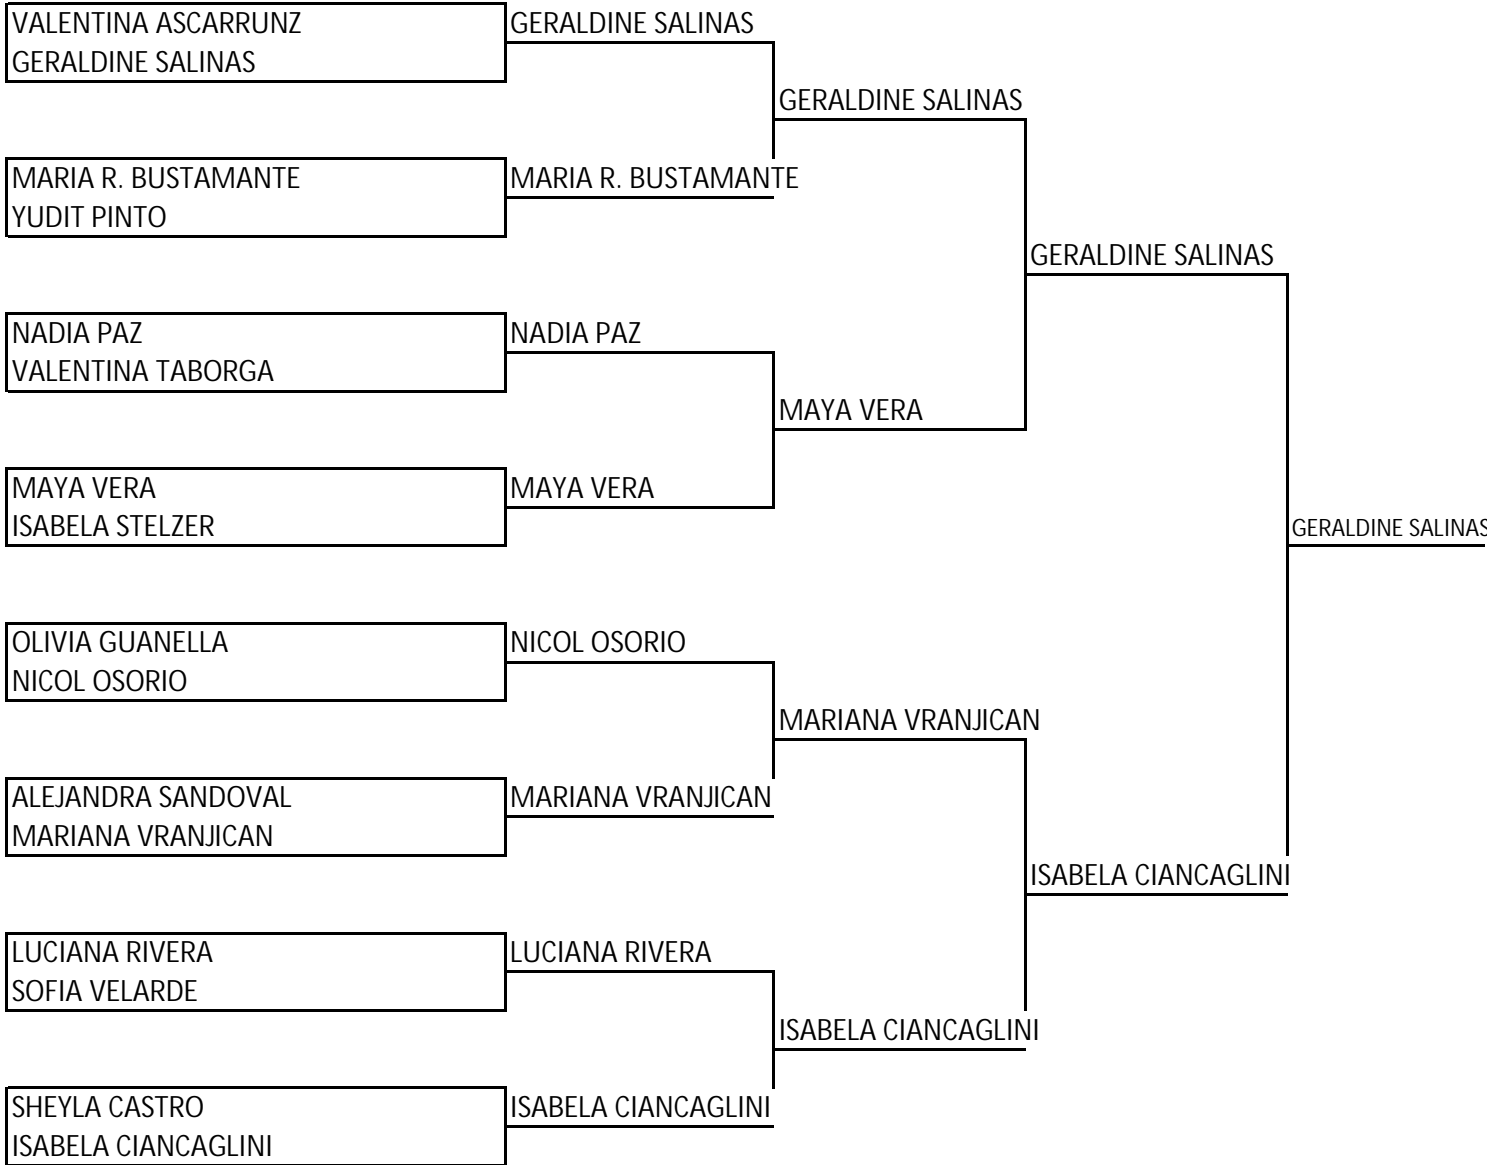 VALENTINA ASCARRUNZ
GERALDINE SALINAS
GERALDINE SALINAS
GERALDINE SALINAS
MARIA R. BUSTAMANTE
YUDIT PINTO
MARIA R. BUSTAMANTE
GERALDINE SALINAS
NADIA PAZ
VALENTINA TABORGA
NADIA PAZ
MAYA VERA
MAYA VERA
ISABELA STELZER
MAYA VERA
GERALDINE SALINAS
OLIVIA GUANELLA
NICOL OSORIO
NICOL OSORIO
MARIANA VRANJICAN
ALEJANDRA SANDOVAL
MARIANA VRANJICAN
MARIANA VRANJICAN
ISABELA CIANCAGLINI
LUCIANA RIVERA
SOFIA VELARDE
LUCIANA RIVERA
ISABELA CIANCAGLINI
SHEYLA CASTRO
ISABELA CIANCAGLINI
ISABELA CIANCAGLINI